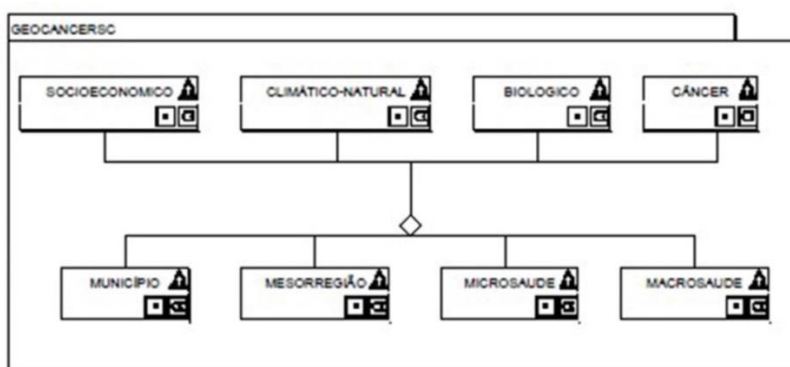 GEOCANCERSC
SOCIOECONOMICO
CLIMÁTICO-NATURAL
BIOLOGICO
CÂNCER
MUNICÍPIO
MESORREGIÃO
MICROSAUDE
MACROSAUDE